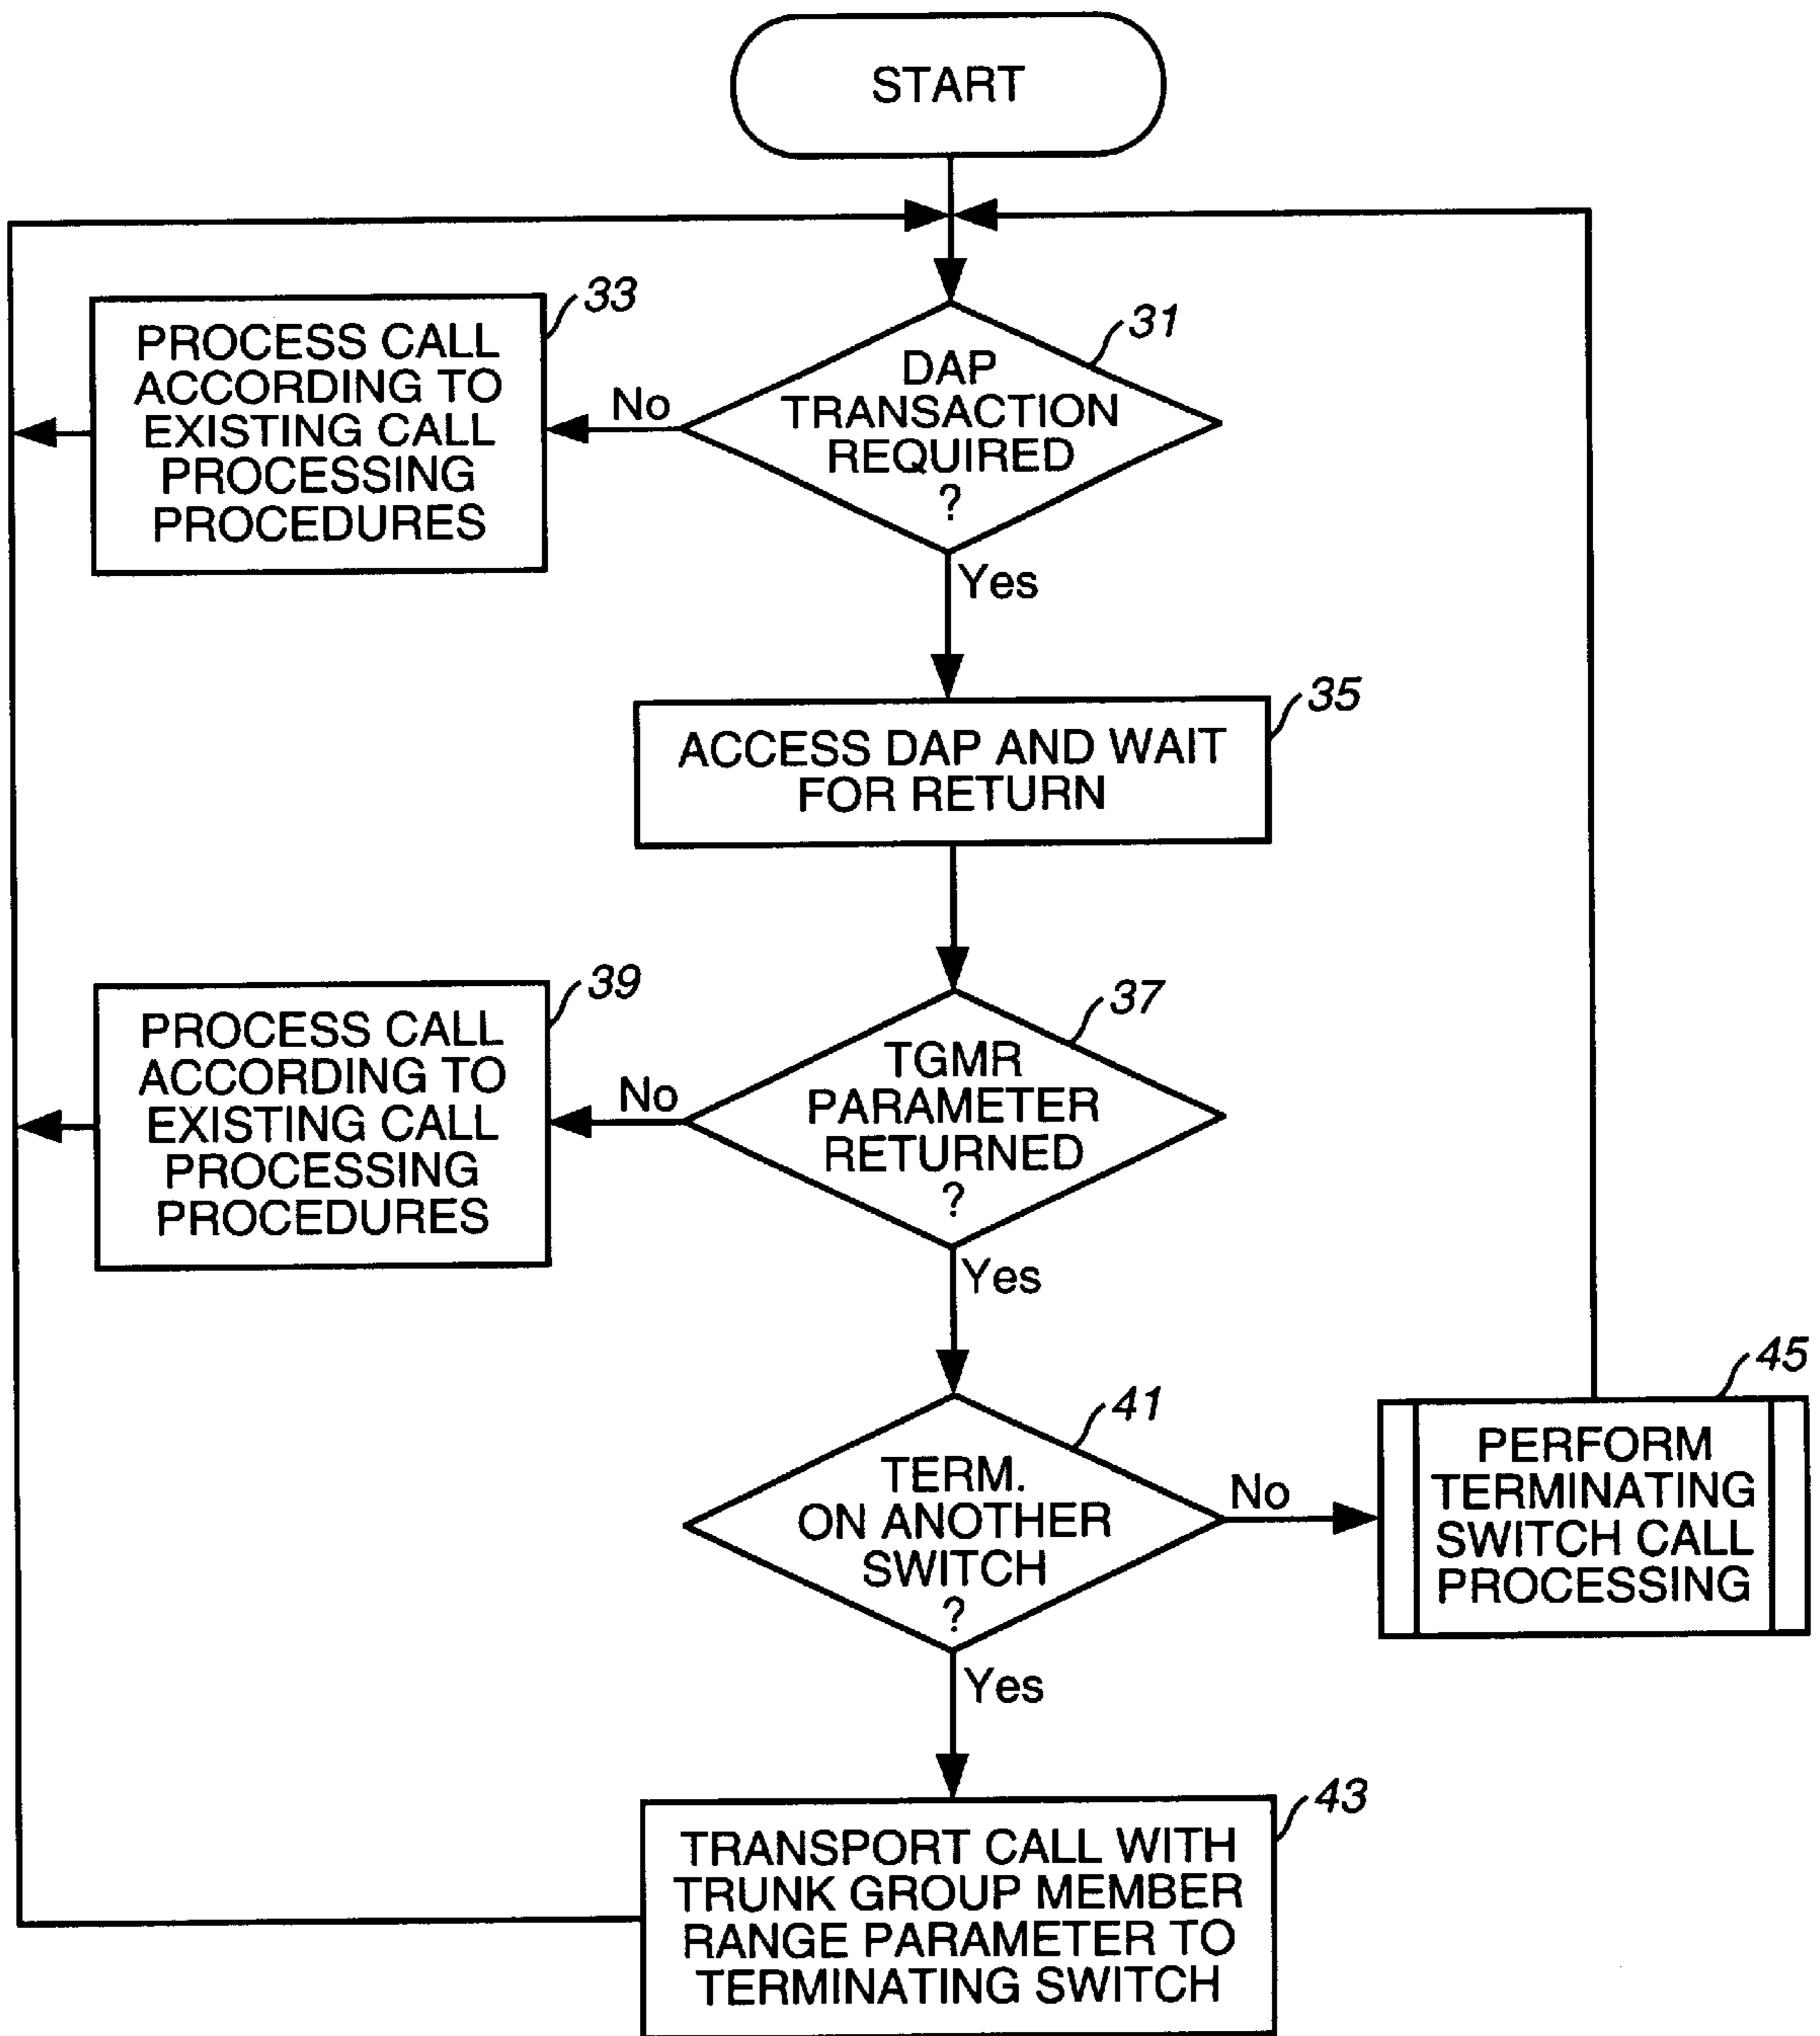 START
33
PROCESS CALL
ACCORDING TO
EXISTING CALL
PROCESSING
PROCEDURES
No
31
DAP
TRANSACTION
REQUIRED
?
Yes
35
ACCESS DAP AND WAIT
FOR RETURN
39
PROCESS CALL
ACCORDING TO
EXISTING CALL
PROCESSING
PROCEDURES
No
37
TGMR
PARAMETER
RETURNED
?
Yes
41
TERM.
ON ANOTHER
SWITCH
?
No
45
PERFORM
TERMINATING
SWITCH CALL
PROCESSING
Yes
43
TRANSPORT CALL WITH
TRUNK GROUP MEMBER
RANGE PARAMETER TO
TERMINATING SWITCH